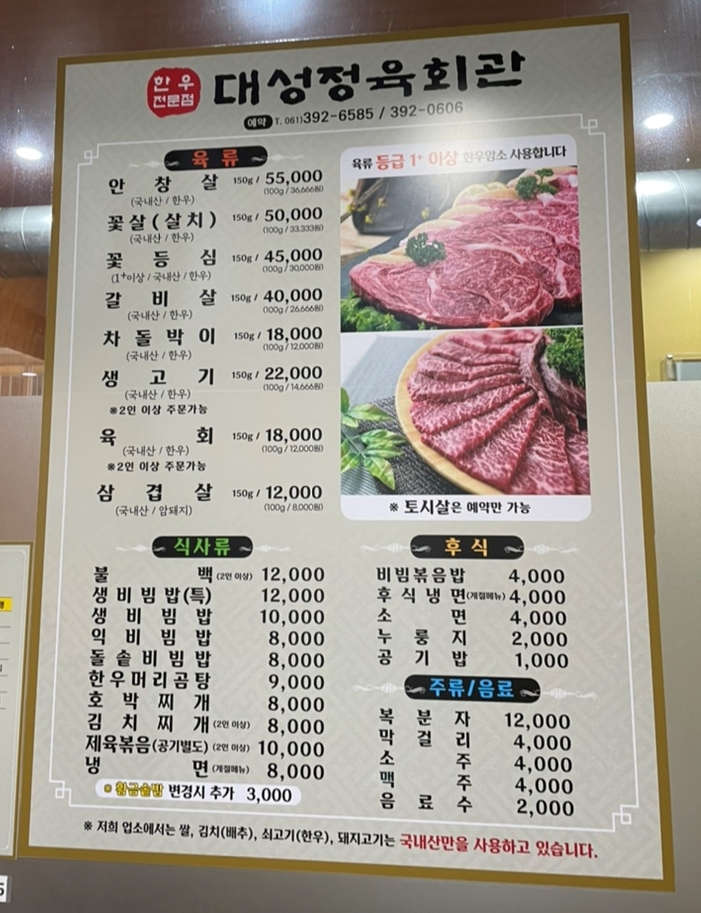 한우
전문점
대성정육회관
예약 T. 061)392-6585 / 392-0606
육류
안창살 150g / 55,000
(국내산/한우) (100g / 36,666원)
꽃살(살치) 150g / 50,000
(국내산/한우) (100g / 33,333원)
꽃등심 150g / 45,000
(1+이상/국내산/한우) (100g / 30,000원)
갈비살 150g / 40,000
(국내산/한우) (100g / 26,666원)
차돌박이 150g / 18,000
(국내산/한우) (100g / 12,000원)
생고기 150g / 22,000
(국내산/한우) (100g / 14,666원)
※2인 이상 주문가능
육회 150g / 18,000
(국내산/한우) (100g / 12,000원)
※2인 이상 주문가능
삼겹살 150g / 12,000
(국내산/암돼지) (100g / 8,000원)
육류 등급 1+ 이상 한우암소 사용합니다
※ 토시살은 예약만 가능
식사류
불백(2인 이상) 12,000
생비빔밥(특) 12,000
생비빔밥 10,000
익비빔밥 8,000
돌솥비빔밥 8,000
한우머리곰탕 9,000
호박찌개 8,000
김치찌개(2인 이상) 8,000
제육볶음(공기별도)(2인 이상) 10,000
냉면(계절메뉴) 8,000
황금솥밥 변경시 추가 3,000
후식
비빔볶음밥 4,000
후식냉면(계절메뉴) 4,000
소면 4,000
누룽지 2,000
공기밥 1,000
주류/음료
복분자 12,000
막걸리 4,000
소주 4,000
맥주 4,000
음료수 2,000
※ 저희 업소에서는 쌀, 김치(배추), 쇠고기(한우), 돼지고기는 국내산만을 사용하고 있습니다.